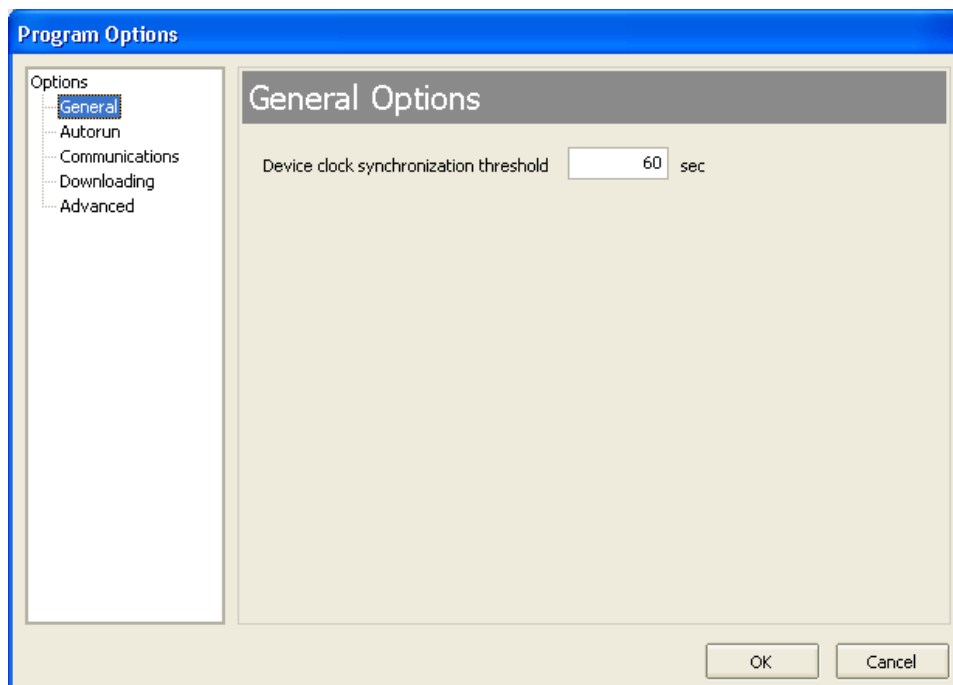 Program Options
Options
General
Autorun
Communications
Downloading
Advanced
General Options
Device clock synchronization threshold 60 sec
OK Cancel